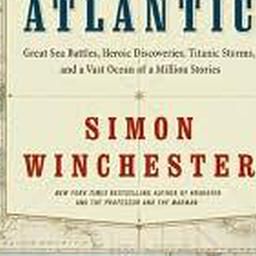 ATLANTIC
Great Sea Battles, Heroic Discoveries, Titanic Storms,
and a Vast Ocean of a Million Stories
SIMON
WINCHESTER
NEW YORK TIMES BESTSELLING AUTHOR OF KRAKATOA
AND THE PROFESSOR AND THE MADMAN